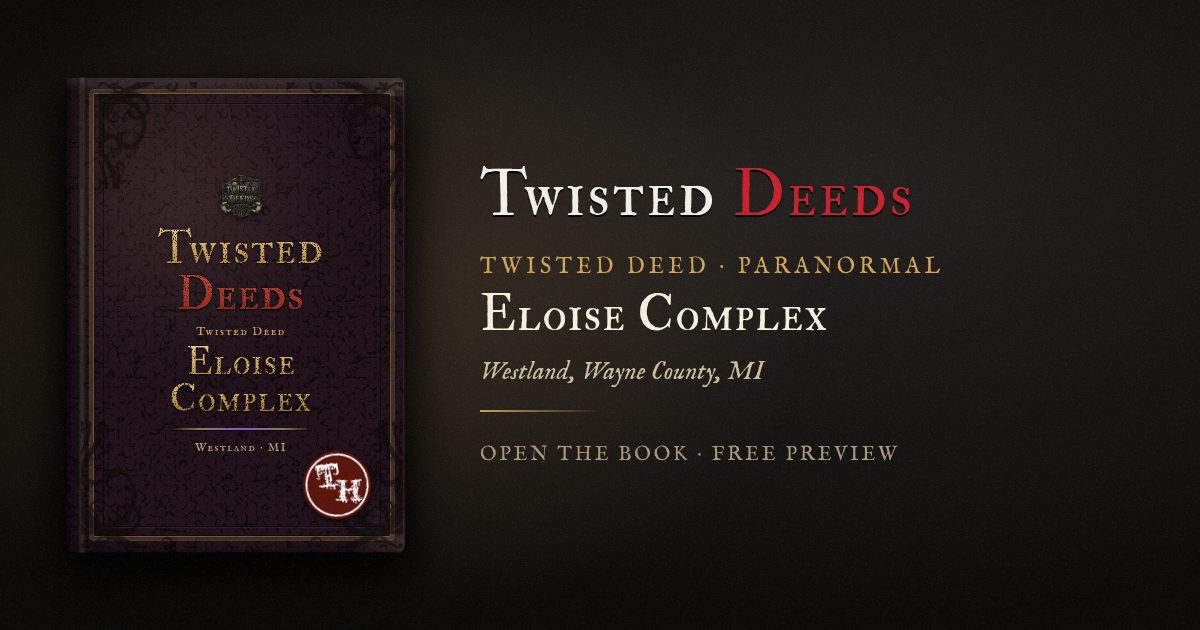 Twisted
Deeds
Twisted Deed
Eloise
Complex
Westland · MI
TH
Twisted Deeds
TWISTED DEED · PARANORMAL
Eloise Complex
Westland, Wayne County, MI
OPEN THE BOOK · FREE PREVIEW